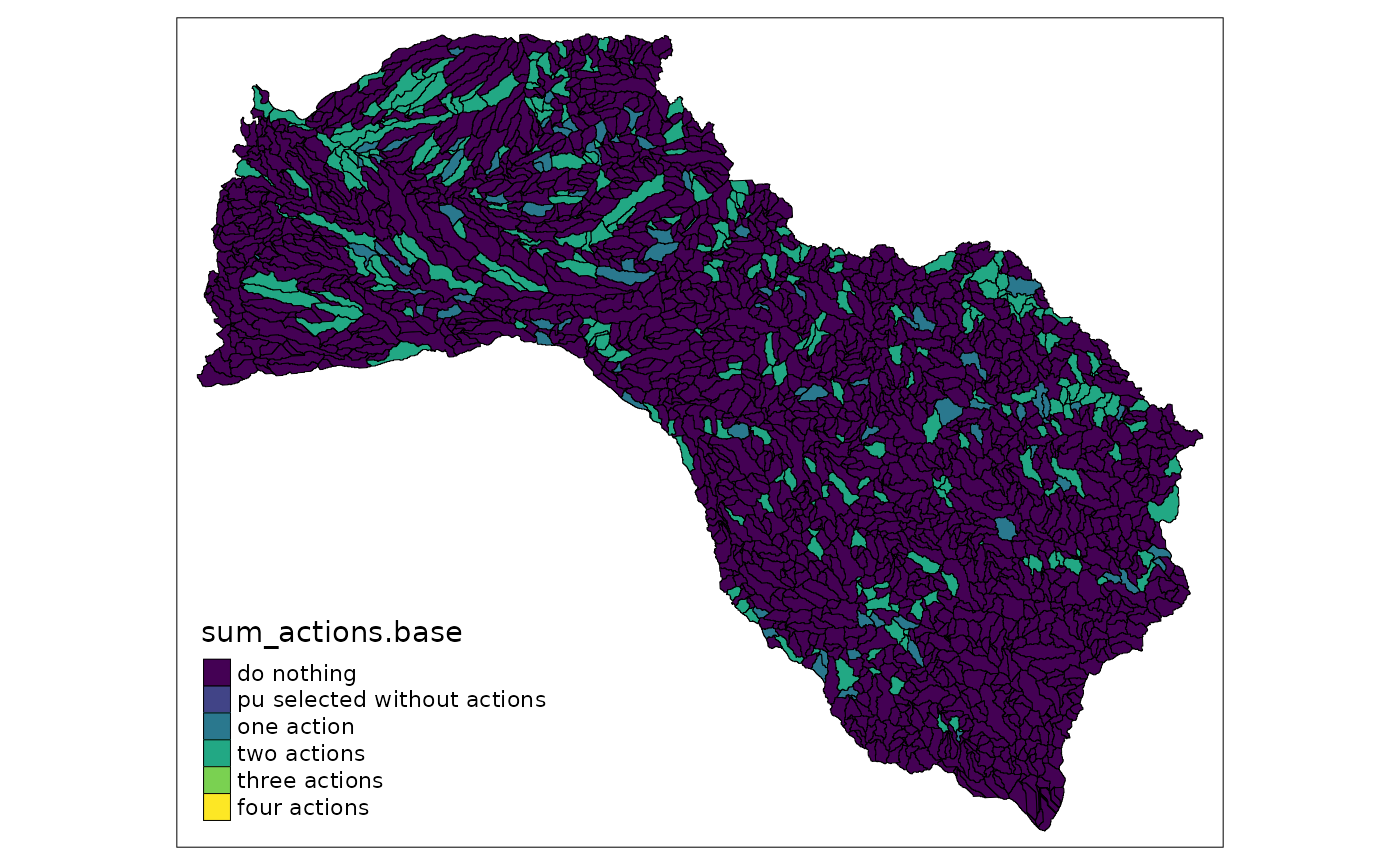 sum_actions.base
do nothing
pu selected without actions
one action
two actions
three actions
four actions